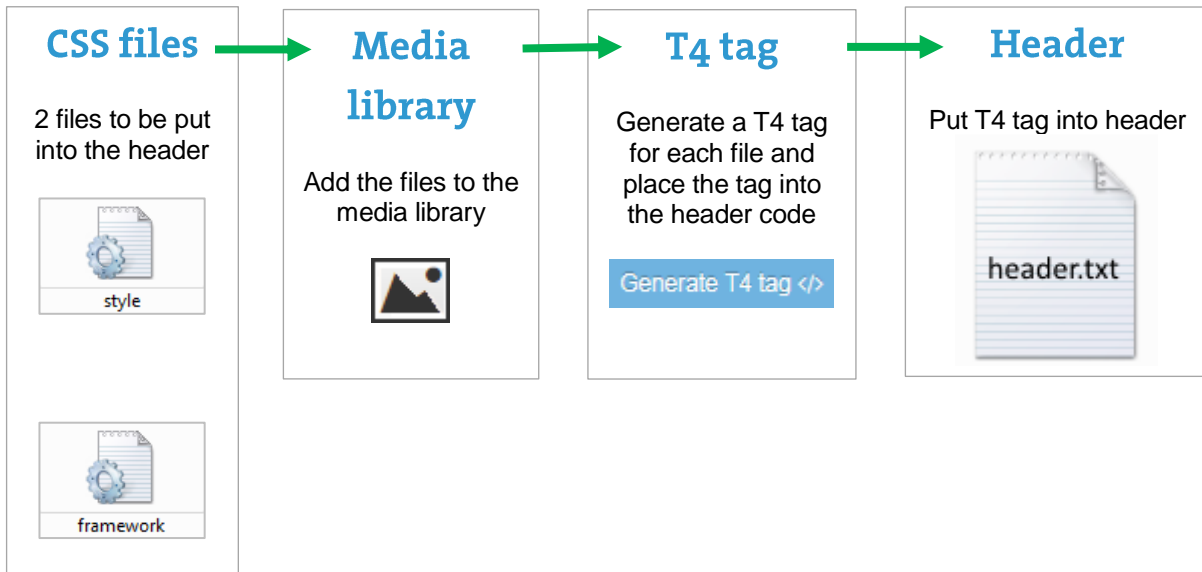 CSS files
2 files to be put
into the header
style
framework
Media
library
Add the files to the
media library
T4 tag
Generate a T4 tag
for each file and
place the tag into
the header code
Generate T4 tag </>
Header
Put T4 tag into header
header.txt